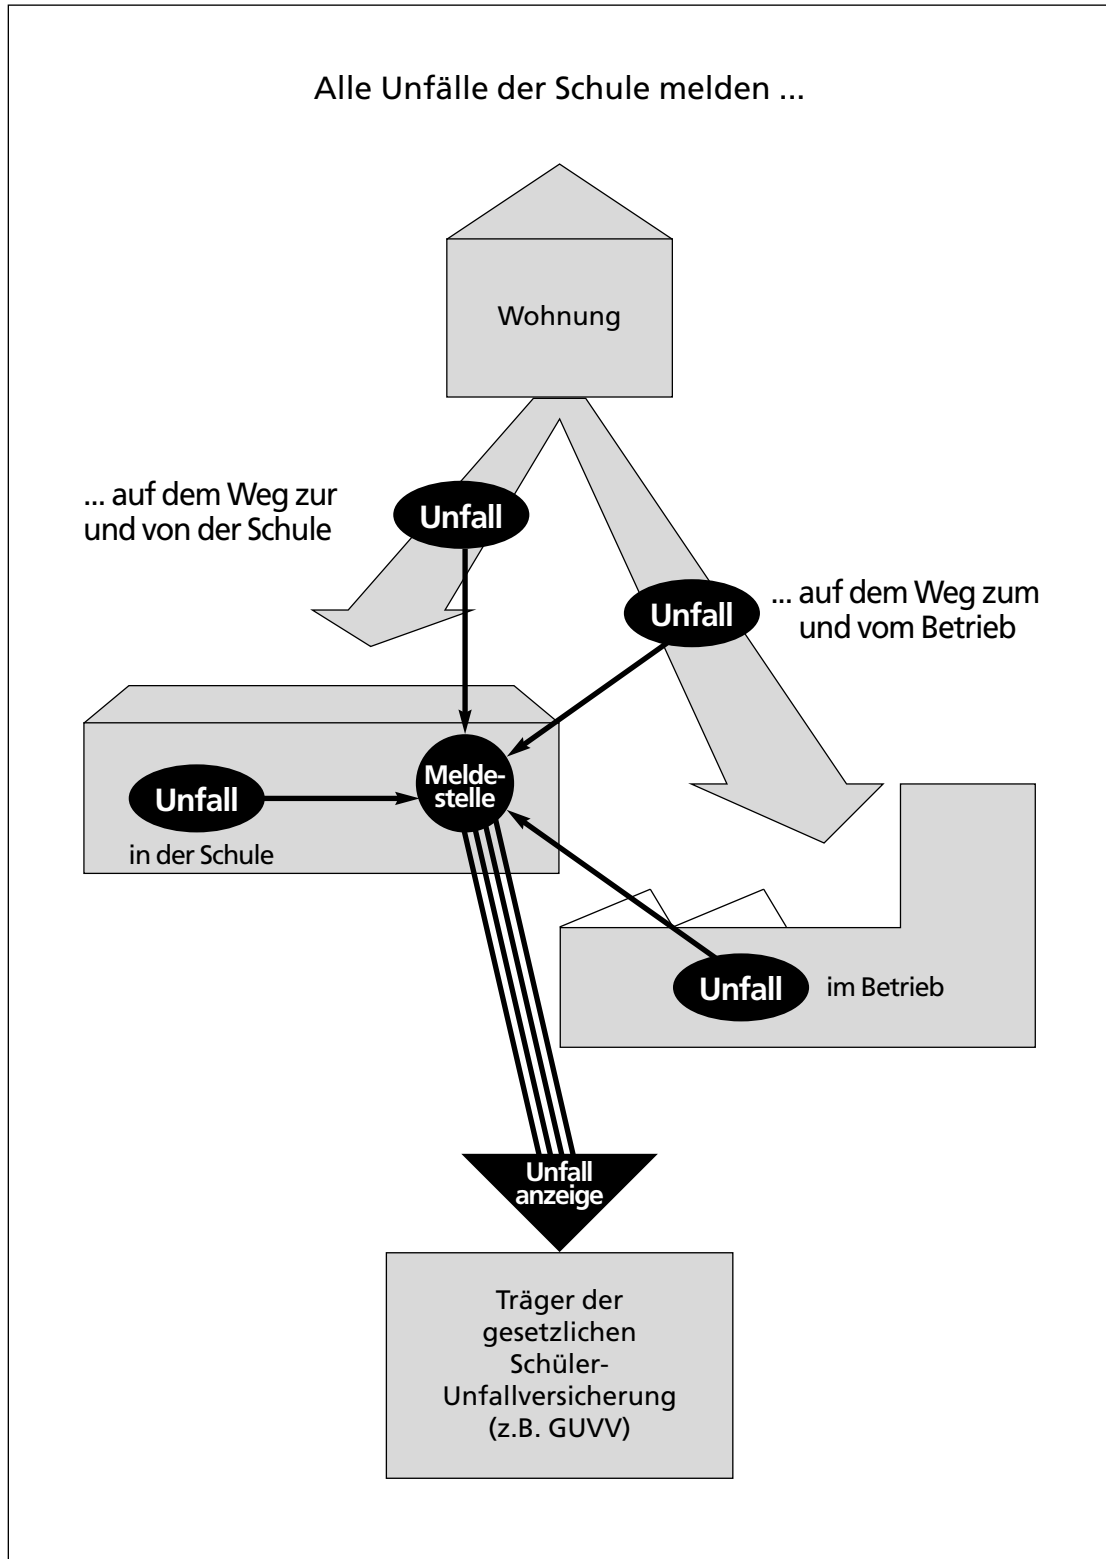 Alle Unfälle der Schule melden ...
Wohnung
... auf dem Weg zur
und von der Schule
Unfall
Unfall
... auf dem Weg zum
und vom Betrieb
Melde-
stelle
Unfall
in der Schule
Unfall
im Betrieb
Unfall
anzeige
Träger der
gesetzlichen
Schüler-
Unfallversicherung
(z.B. GUVV)